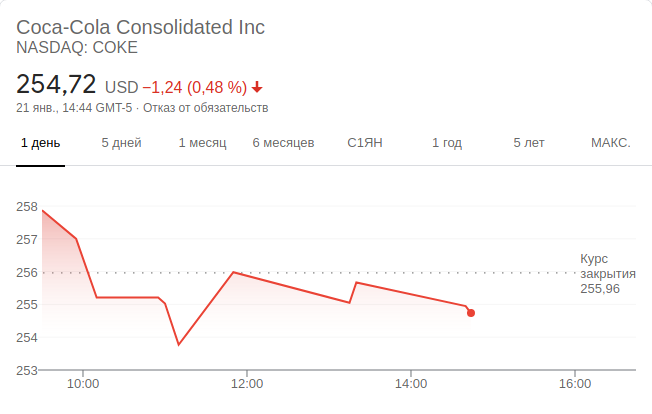 Coca-Cola Consolidated Inc
NASDAQ: COKE
254,72 USD −1,24 (0,48 %)
21 янв., 14:44 GMT-5 · Отказ от обязательств
1 день 5 дней 1 месяц 6 месяцев С1ЯН 1 год 5 лет МАКС.
258
257
256
255
254
253
Курс
закрытия
255,96
10:00 12:00 14:00 16:00